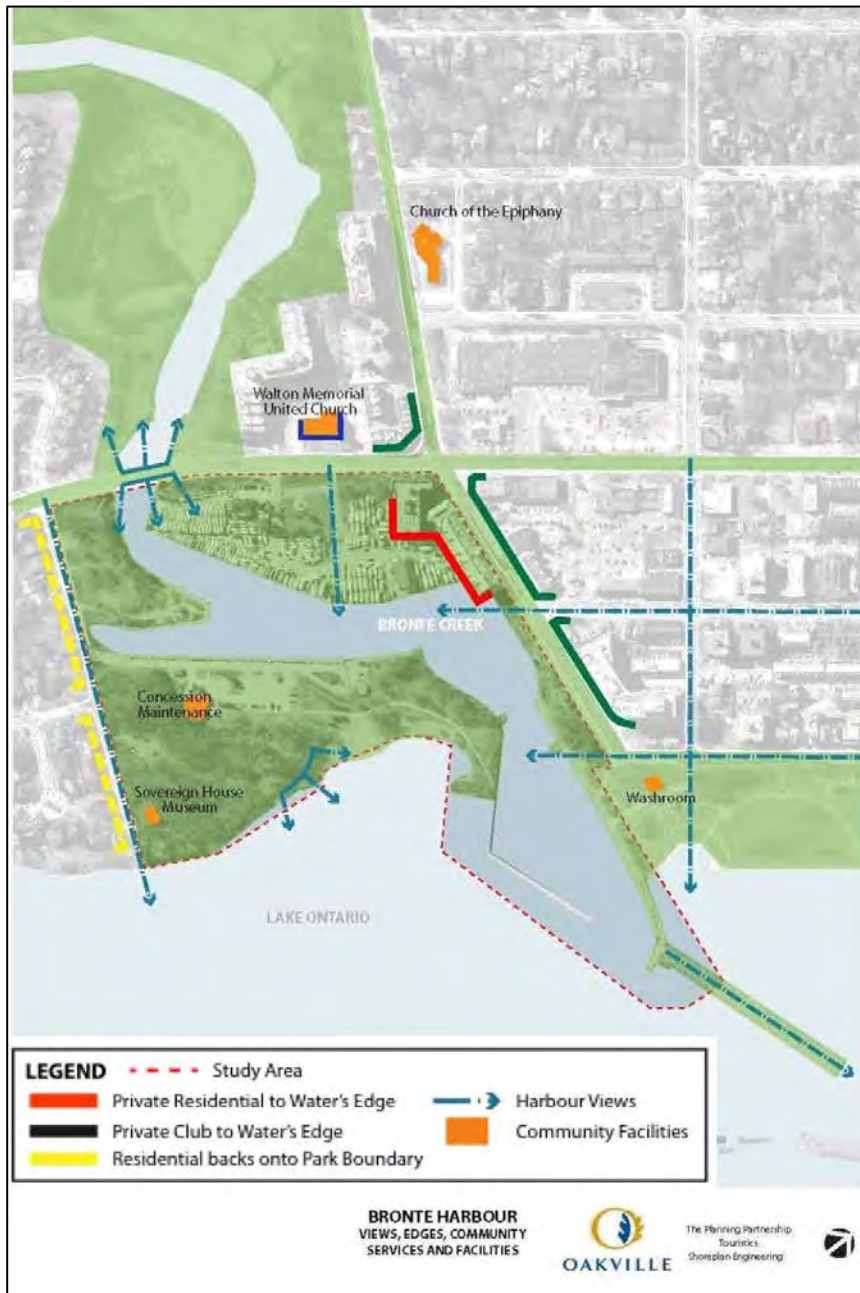 Church of the Epiphany
Walton Memorial
United Church
BRONTE CREEK
Concession
Maintenance
Sovereign House
Museum
Washroom
LAKE ONTARIO
LEGEND
Study Area
Private Residential to Water's Edge
Harbour Views
Private Club to Water's Edge
Community Facilities
Residential backs onto Park Boundary
BRONTE HARBOUR
VIEWS, EDGES, COMMUNITY
SERVICES AND FACILITIES
OAKVILLE
The Planning Partnership
Touristics
Shoreplan Engineering